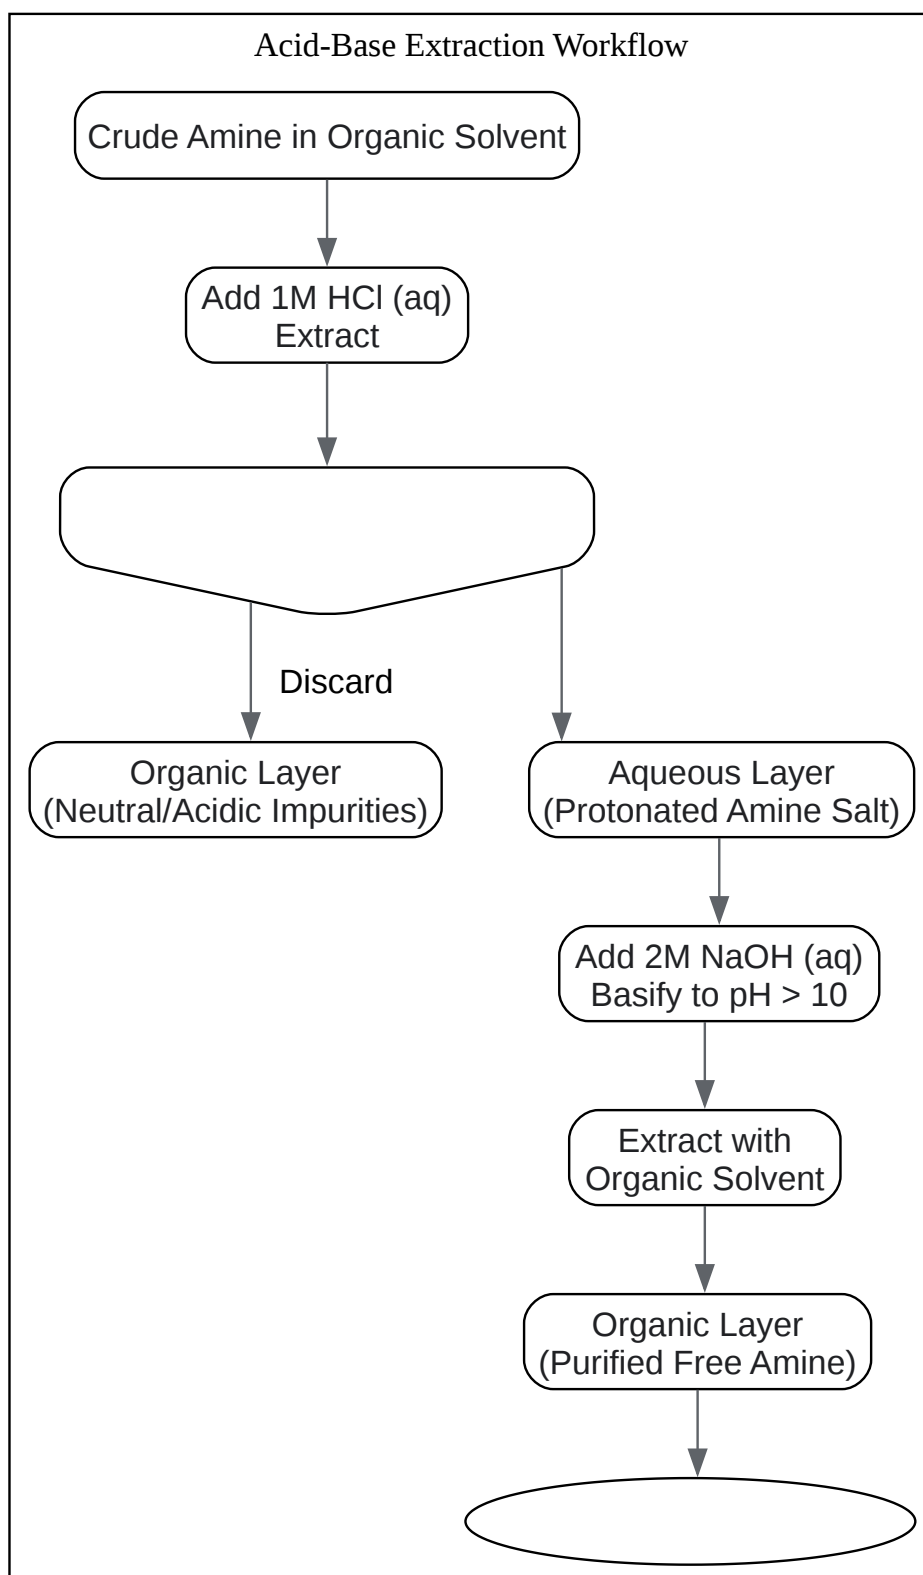 Acid-Base Extraction Workflow
Crude Amine in Organic Solvent
Add 1M HCl (aq)
Extract
Discard
Organic Layer
(Neutral/Acidic Impurities)
Aqueous Layer
(Protonated Amine Salt)
Add 2M NaOH (aq)
Basify to pH > 10
Extract with
Organic Solvent
Organic Layer
(Purified Free Amine)